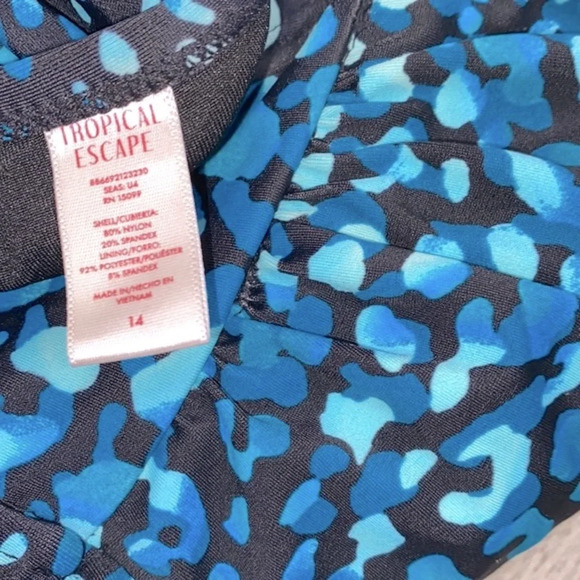 TROPICAL
ESCAPE
886692123230
SEAS: U4
RN 15099
SHELL/CUBIERTA:
80% NYLON
20% SPANDEX
LINING/FORRO:
92% POLYESTER/POLIÉSTER
8% SPANDEX
MADE IN/HECHO EN
VIETNAM
14